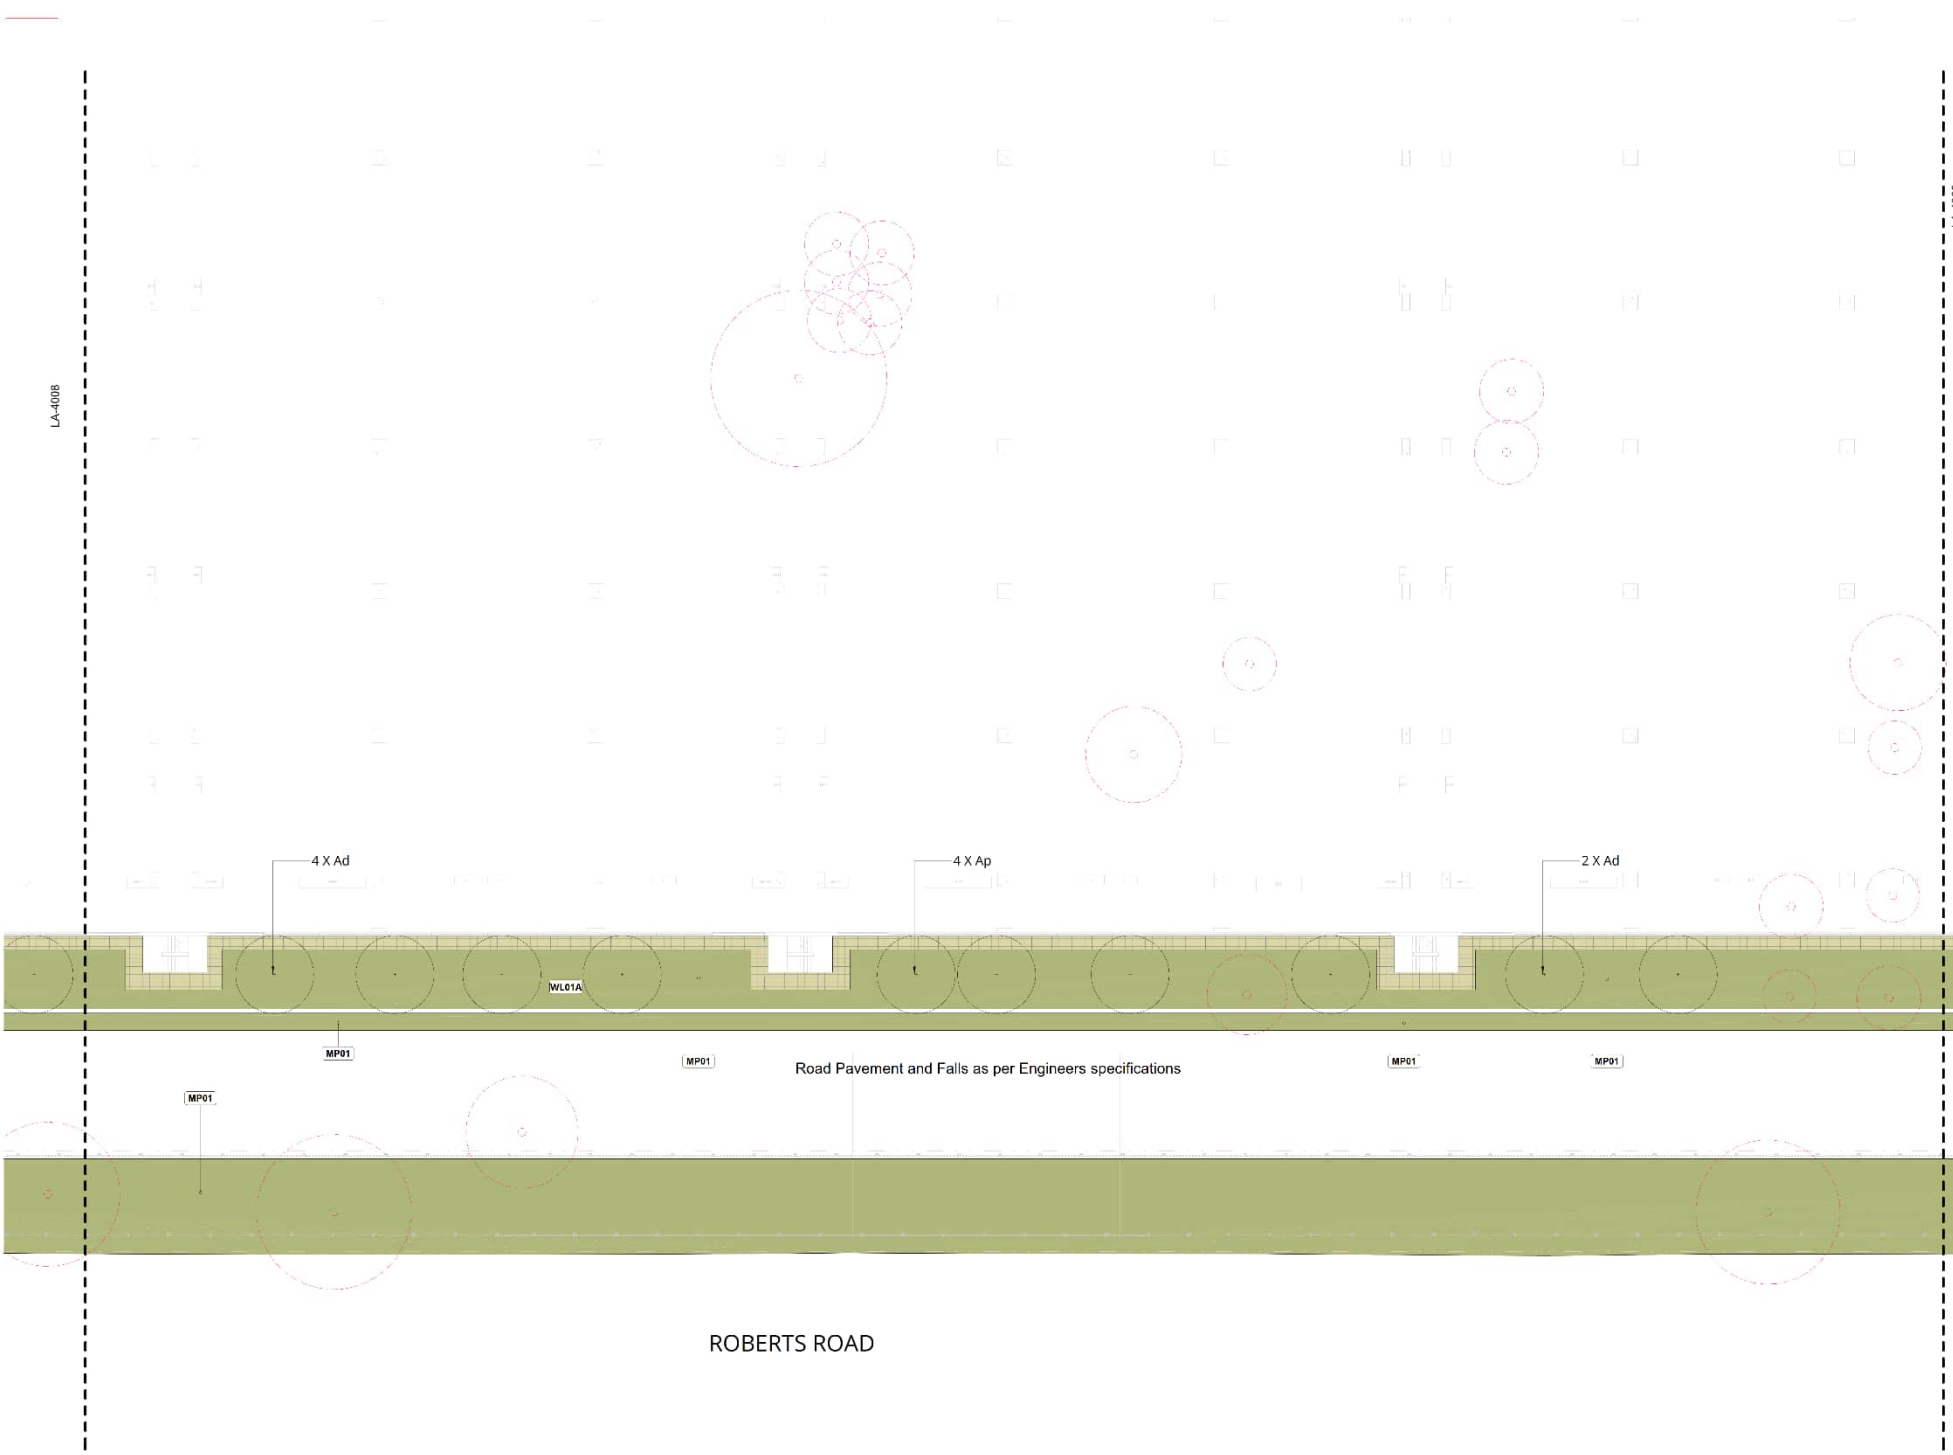 LA-4008
4 X Ad
4 X Ap
2 X Ad
WL01A
MP01
MP01
Road Pavement and Falls as per Engineers specifications
MP01
MP01
MP01
ROBERTS ROAD